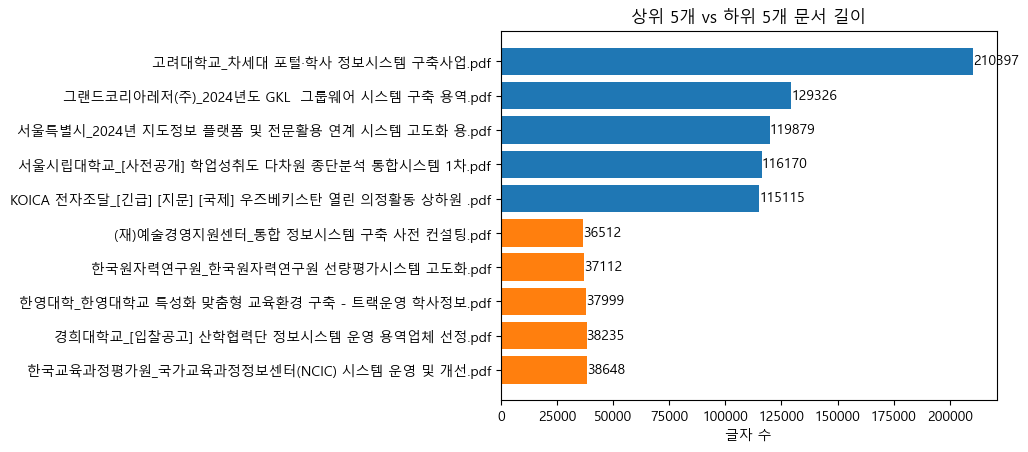 상위 5개 vs 하위 5개 문서 길이
고려대학교_차세대 포털·학사 정보시스템 구축사업.pdf 210397
그랜드코리아레저(주)_2024년도 GKL  그룹웨어 시스템 구축 용역.pdf 129326
서울특별시_2024년 지도정보 플랫폼 및 전문활용 연계 시스템 고도화 용.pdf 119879
서울시립대학교_[사전공개] 학업성취도 다차원 종단분석 통합시스템 1차.pdf 116170
KOICA 전자조달_[긴급] [지문] [국제] 우즈베키스탄 열린 의정활동 상하원 .pdf 115115
(재)예술경영지원센터_통합 정보시스템 구축 사전 컨설팅.pdf 36512
한국원자력연구원_한국원자력연구원 선량평가시스템 고도화.pdf 37112
한영대학_한영대학교 특성화 맞춤형 교육환경 구축 - 트랙운영 학사정보.pdf 37999
경희대학교_[입찰공고] 산학협력단 정보시스템 운영 용역업체 선정.pdf 38235
한국교육과정평가원_국가교육과정정보센터(NCIC) 시스템 운영 및 개선.pdf 38648
0 25000 50000 75000 100000 125000 150000 175000 200000
글자 수